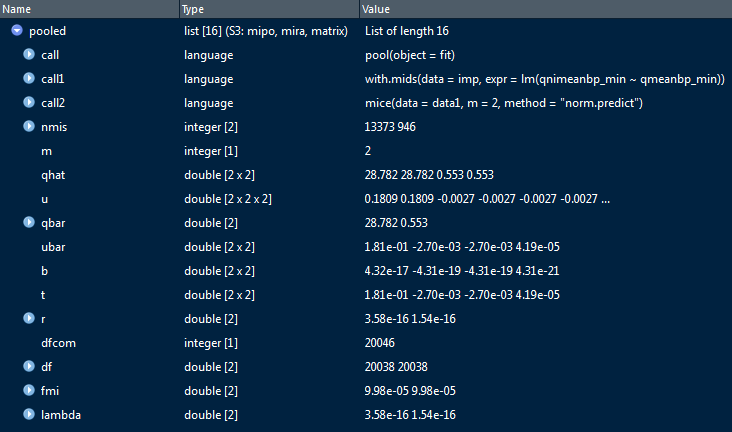 Name Type Value
pooled list [16] (S3: mipo, mira, matrix) List of length 16
call language pool(object = fit)
call1 language with.mids(data = imp, expr = lm(qnimeanbp_min ~ qmeanbp_min))
call2 language mice(data = data1, m = 2, method = "norm.predict")
nmis integer [2] 13373 946
m integer [1] 2
qhat double [2 x 2] 28.782 28.782 0.553 0.553
u double [2 x 2 x 2] 0.1809 0.1809 -0.0027 -0.0027 -0.0027 -0.0027 ...
qbar double [2] 28.782 0.553
ubar double [2 x 2] 1.81e-01 -2.70e-03 -2.70e-03 4.19e-05
b double [2 x 2] 4.32e-17 -4.31e-19 -4.31e-19 4.31e-21
t double [2 x 2] 1.81e-01 -2.70e-03 -2.70e-03 4.19e-05
r double [2] 3.58e-16 1.54e-16
dfcom integer [1] 20046
df double [2] 20038 20038
fmi double [2] 9.98e-05 9.98e-05
lambda double [2] 3.58e-16 1.54e-16